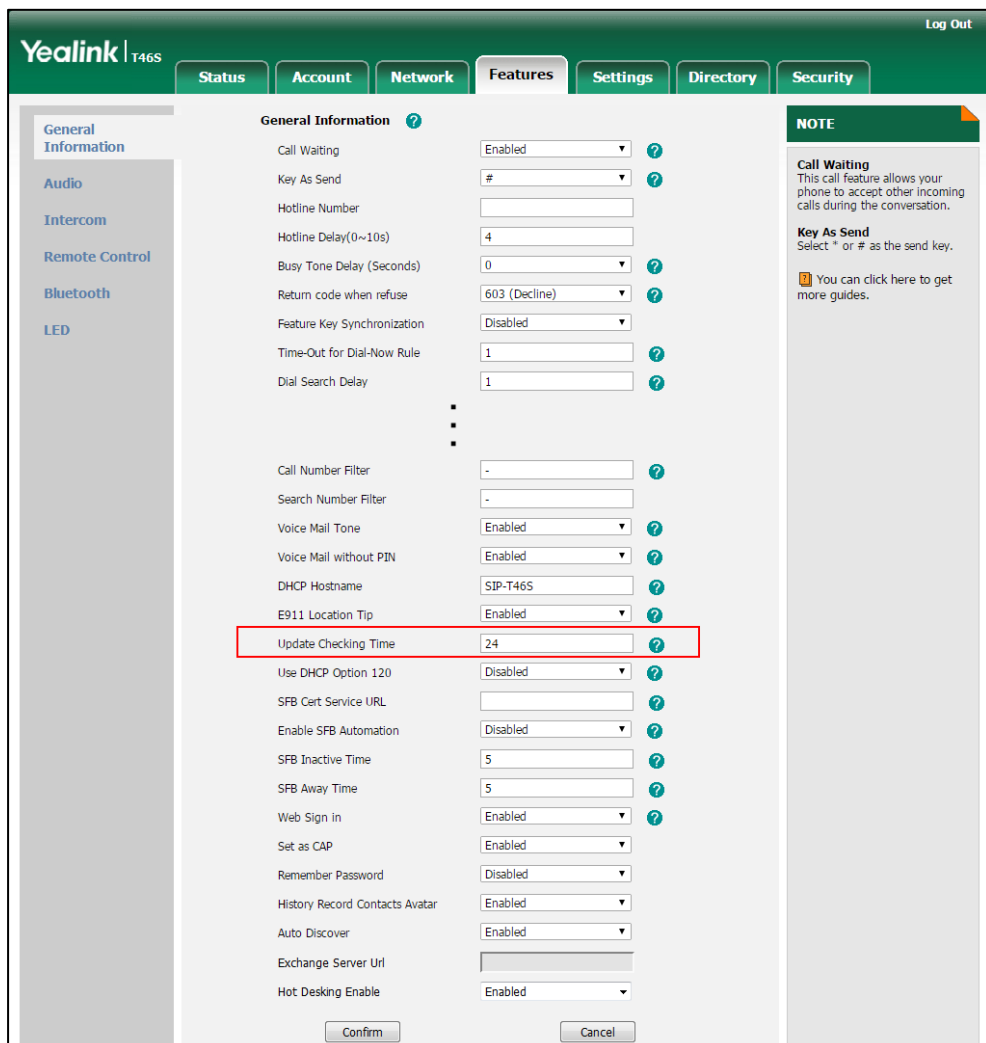 Log Out
Yealink T46S
Status Account Network Features Settings Directory Security
General
Information
Audio
Intercom
Remote Control
Bluetooth
LED
General Information ?
Call Waiting Enabled ?
Key As Send # ?
Hotline Number
Hotline Delay(0~10s) 4
Busy Tone Delay (Seconds) 0 ?
Return code when refuse 603 (Decline) ?
Feature Key Synchronization Disabled
Time-Out for Dial-Now Rule 1 ?
Dial Search Delay 1 ?
Call Number Filter - ?
Search Number Filter -
Voice Mail Tone Enabled ?
Voice Mail without PIN Enabled ?
DHCP Hostname SIP-T46S ?
E911 Location Tip Enabled ?
Update Checking Time 24 ?
Use DHCP Option 120 Disabled ?
SFB Cert Service URL ?
Enable SFB Automation Disabled ?
SFB Inactive Time 5 ?
SFB Away Time 5 ?
Web Sign in Enabled ?
Set as CAP Enabled
Remember Password Disabled
History Record Contacts Avatar Enabled
Auto Discover Enabled
Exchange Server Url
Hot Desking Enable Enabled
Confirm Cancel
NOTE
Call Waiting
This call feature allows your
phone to accept other incoming
calls during the conversation.
Key As Send
Select * or # as the send key.
? You can click here to get
more guides.